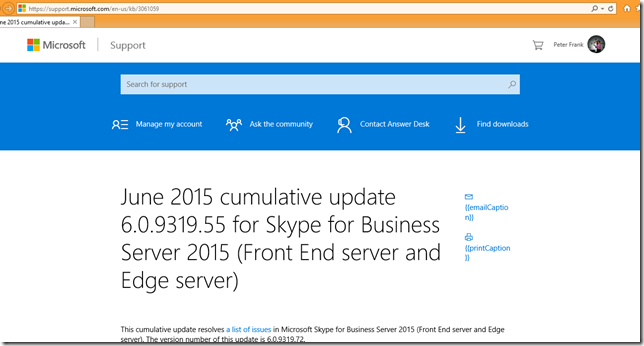 https://support.microsoft.com/en-us/kb/3061059
ne 2015 cumulative upda...
Microsoft
Support
Peter Frank
Search for support
Manage my account
Ask the community
Contact Answer Desk
Find downloads
June 2015 cumulative update
6.0.9319.55 for Skype for Business
Server 2015 (Front End server and
Edge server)
{{emailCaptio
n}}
{{printCaption
}}
This cumulative update resolves a list of issues in Microsoft Skype for Business Server 2015 (Front End server and Edge
server). The version number of this update is 6.0.9319.72.